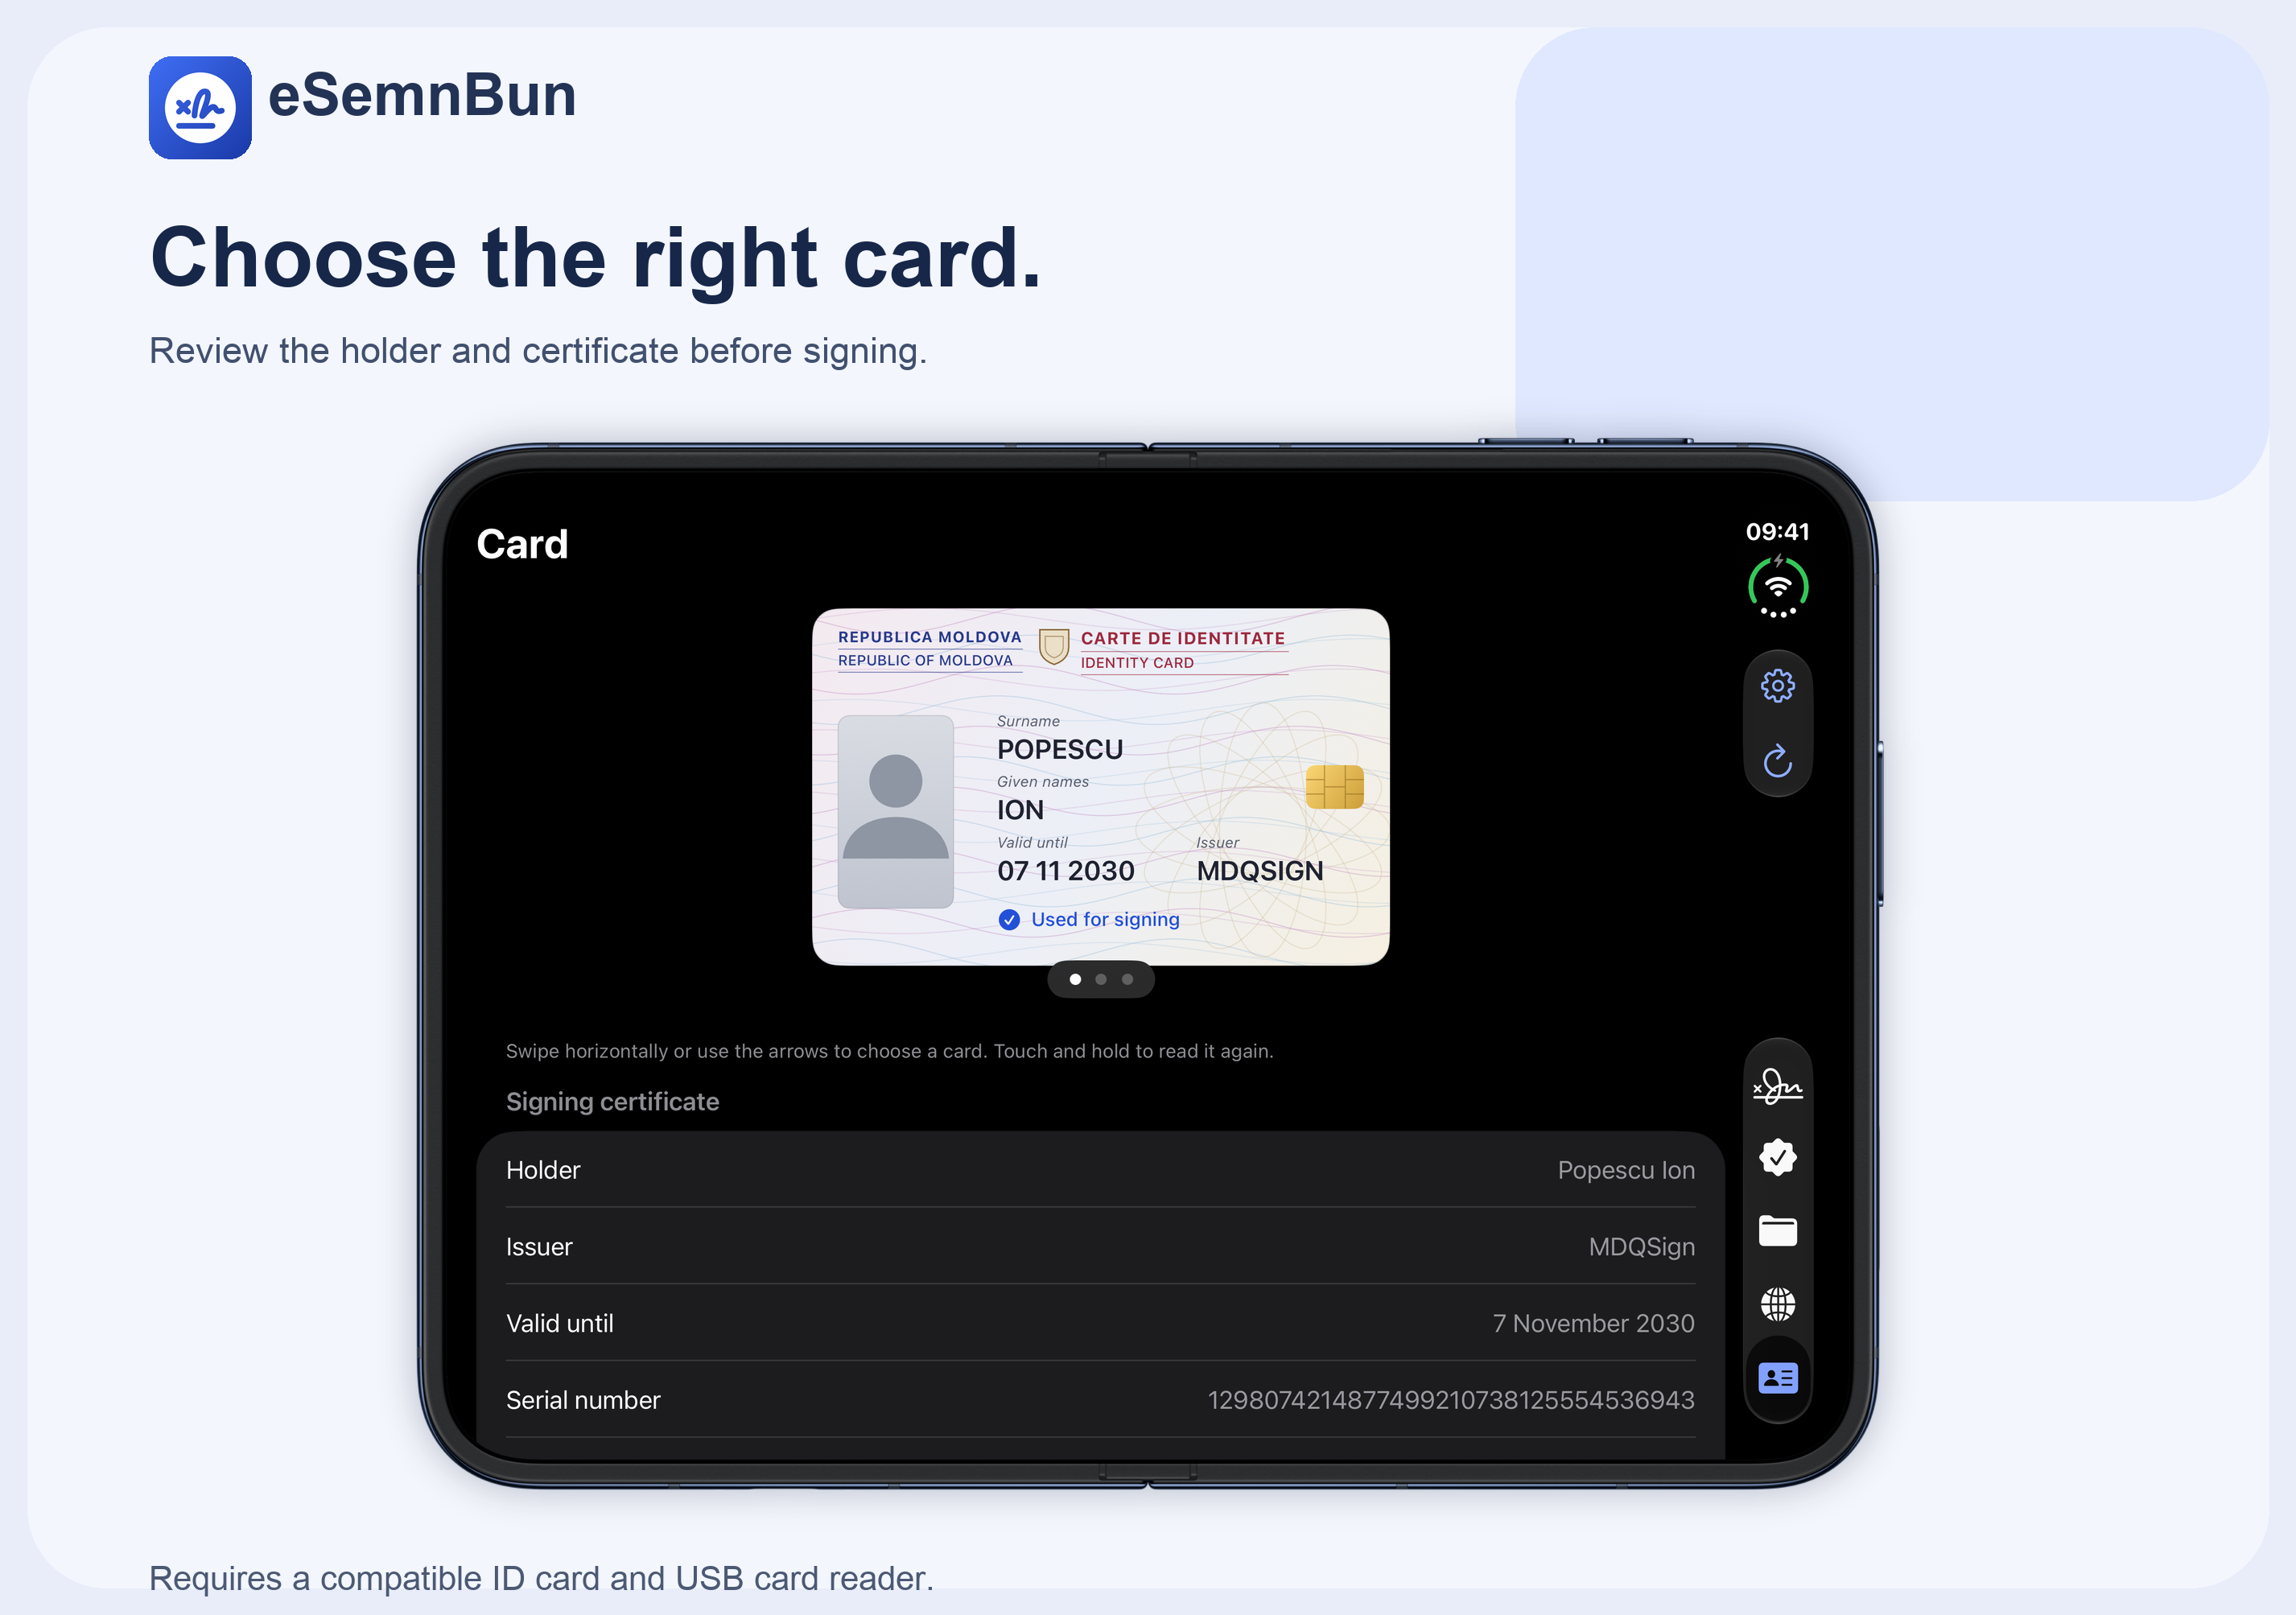 eSemnBun
Choose the right card.
Review the holder and certificate before signing.
Card
09:41
REPUBLICA MOLDOVA
REPUBLIC OF MOLDOVA
CARTE DE IDENTITATE
IDENTITY CARD
Surname
POPESCU
Given names
ION
Valid until
07 11 2030
Issuer
MDQSIGN
Used for signing
Swipe horizontally or use the arrows to choose a card. Touch and hold to read it again.
Signing certificate
Holder
Popescu Ion
Issuer
MDQSign
Valid until
7 November 2030
Serial number
1298074214877499210738125554536943
Requires a compatible ID card and USB card reader.